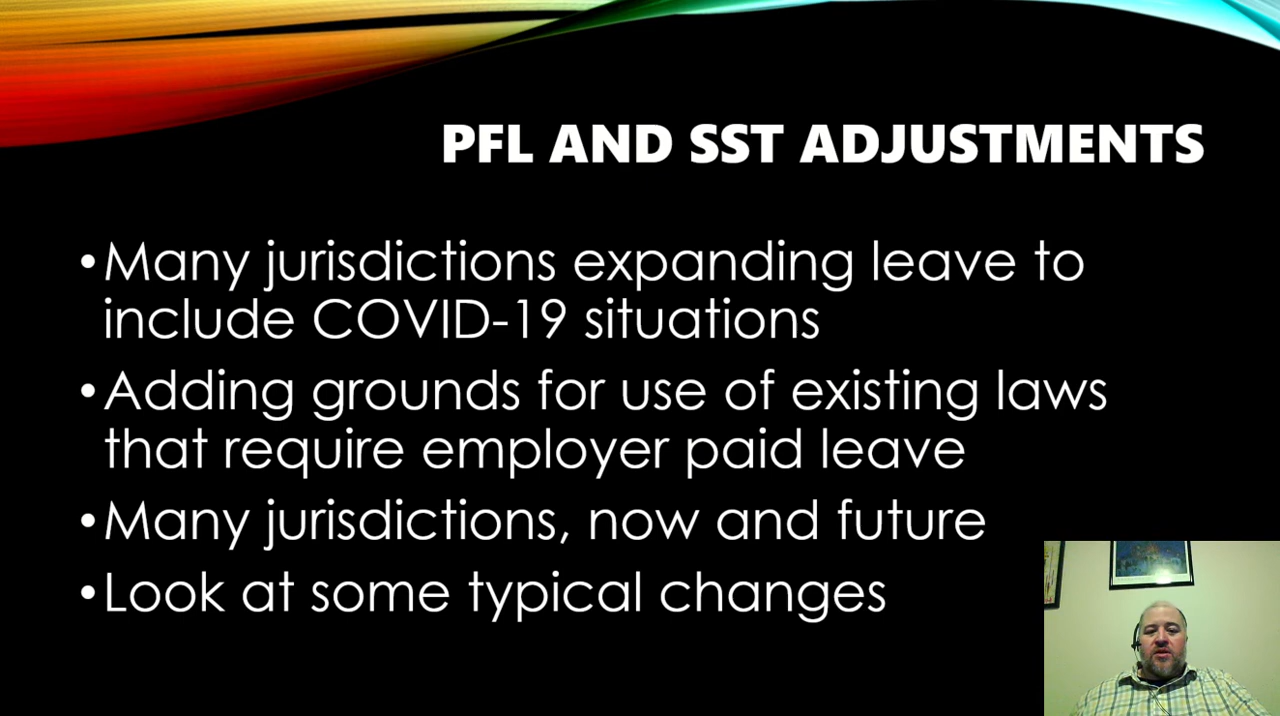 PFL AND SST ADJUSTMENTS
•Many jurisdictions expanding leave to
include COVID-19 situations
•Adding grounds for use of existing laws
that require employer paid leave
•Many jurisdictions, now and future
•Look at some typical changes